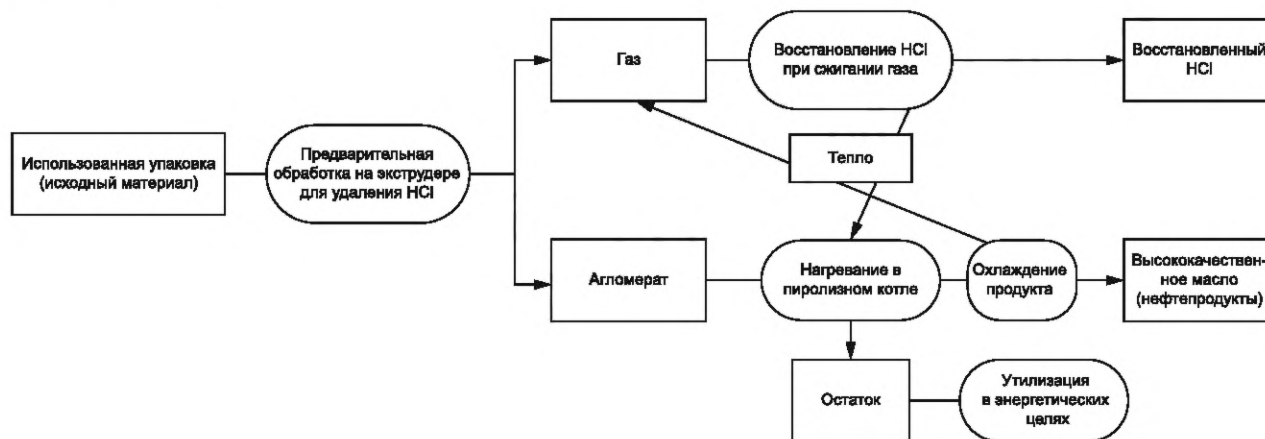 Газ
Восстановление HCl
при сжигании газа
Восстановленный
HCl
Использованная упаковка
(исходный материал)
Предварительная
обработка на экструдере
для удаления HCl
Тепло
Агломерат
Нагревание в
пиролизном котле
Охлаждение
продукта
Высококачествен-
ное масло
(нефтепродукты)
Остаток
Утилизация
в энергетических
целях